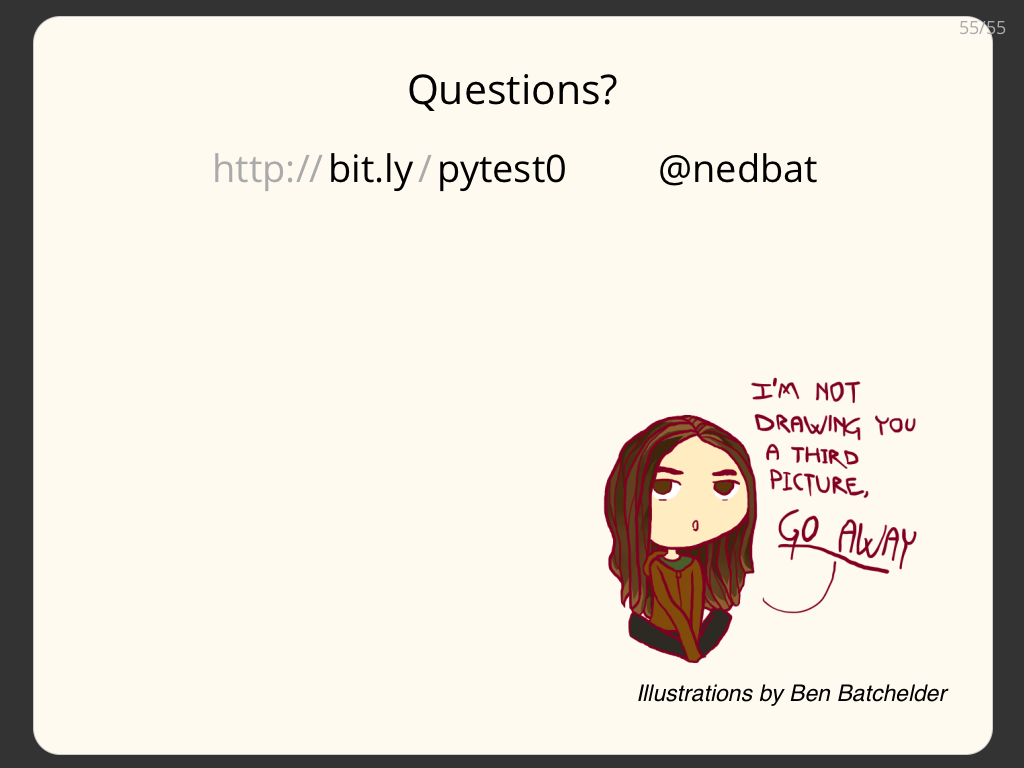 55/55
Questions?
http://bit.ly/pytest0 @nedbat
I'M NOT
DRAWING YOU
A THIRD
PICTURE,
GO AWAY
Illustrations by Ben Batchelder